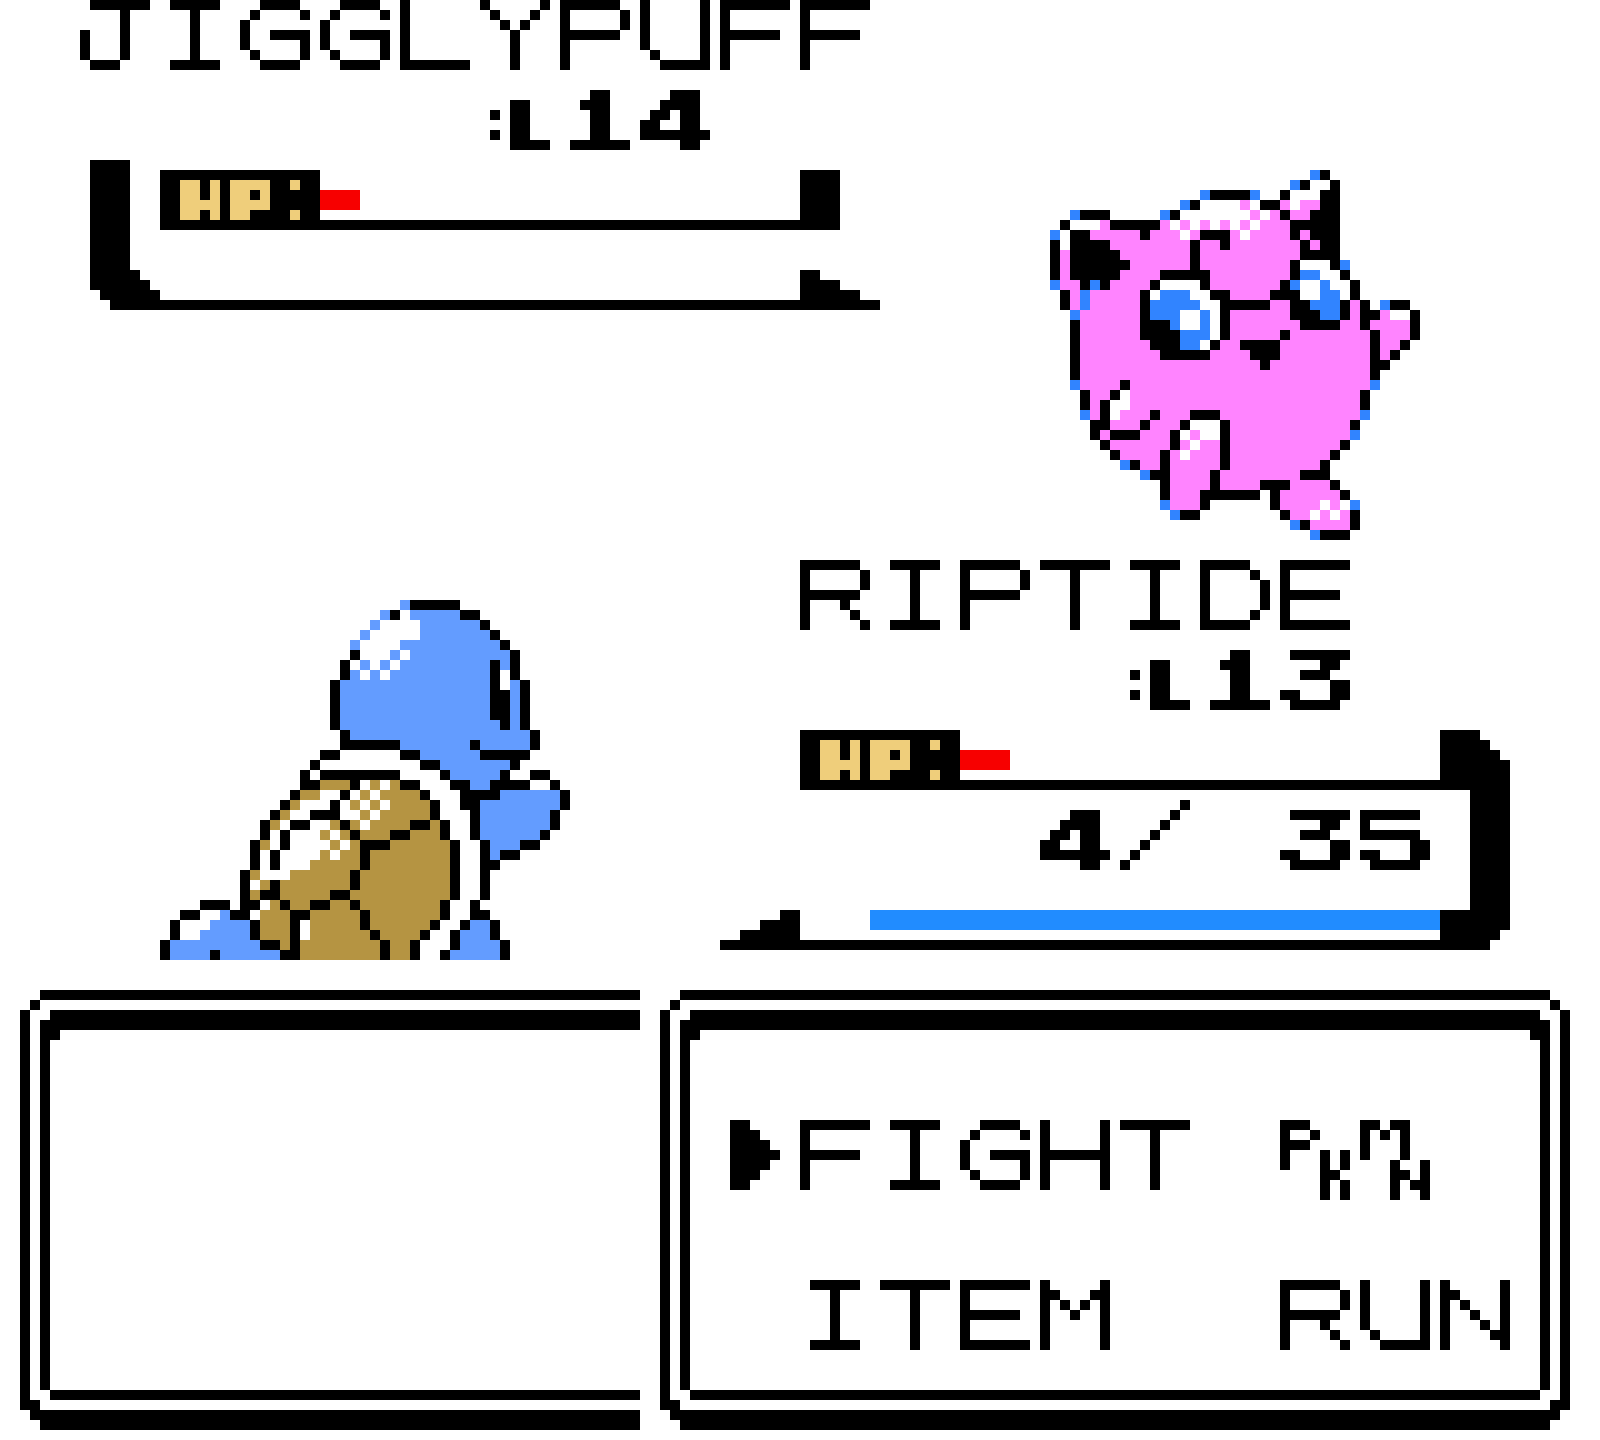 JIGGLYPUFF
:L14
HP:
RIPTIDE
:L13
HP:
4/ 35
▶FIGHT PKMN
ITEM RUN